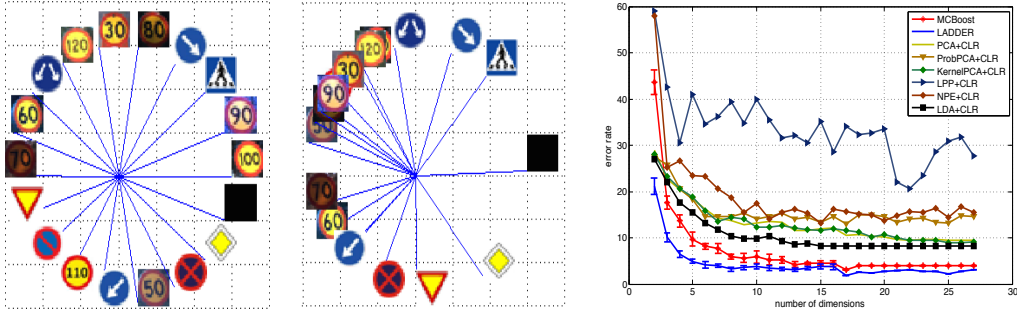 30
80
120
60
90
70
100
110
50
120
30
90
50
70
60
MCBoost
LADDER
PCA+CLR
ProbPCA+CLR
KernelPCA+CLR
LPP+CLR
NPE+CLR
LDA+CLR
error rate
60
50
40
30
20
10
0
0 5 10 15 20 25 30
number of dimensions